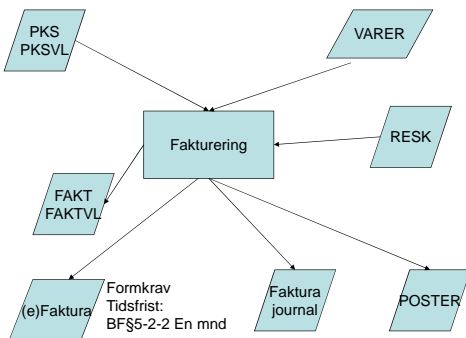 PKS
PKSVL
VARER
Fakturering
RESK
FAKT
FAKTVL
(e)Faktura
Formkrav
Tidsfrist:
BF§5-2-2 En mnd
Faktura
journal
POSTER